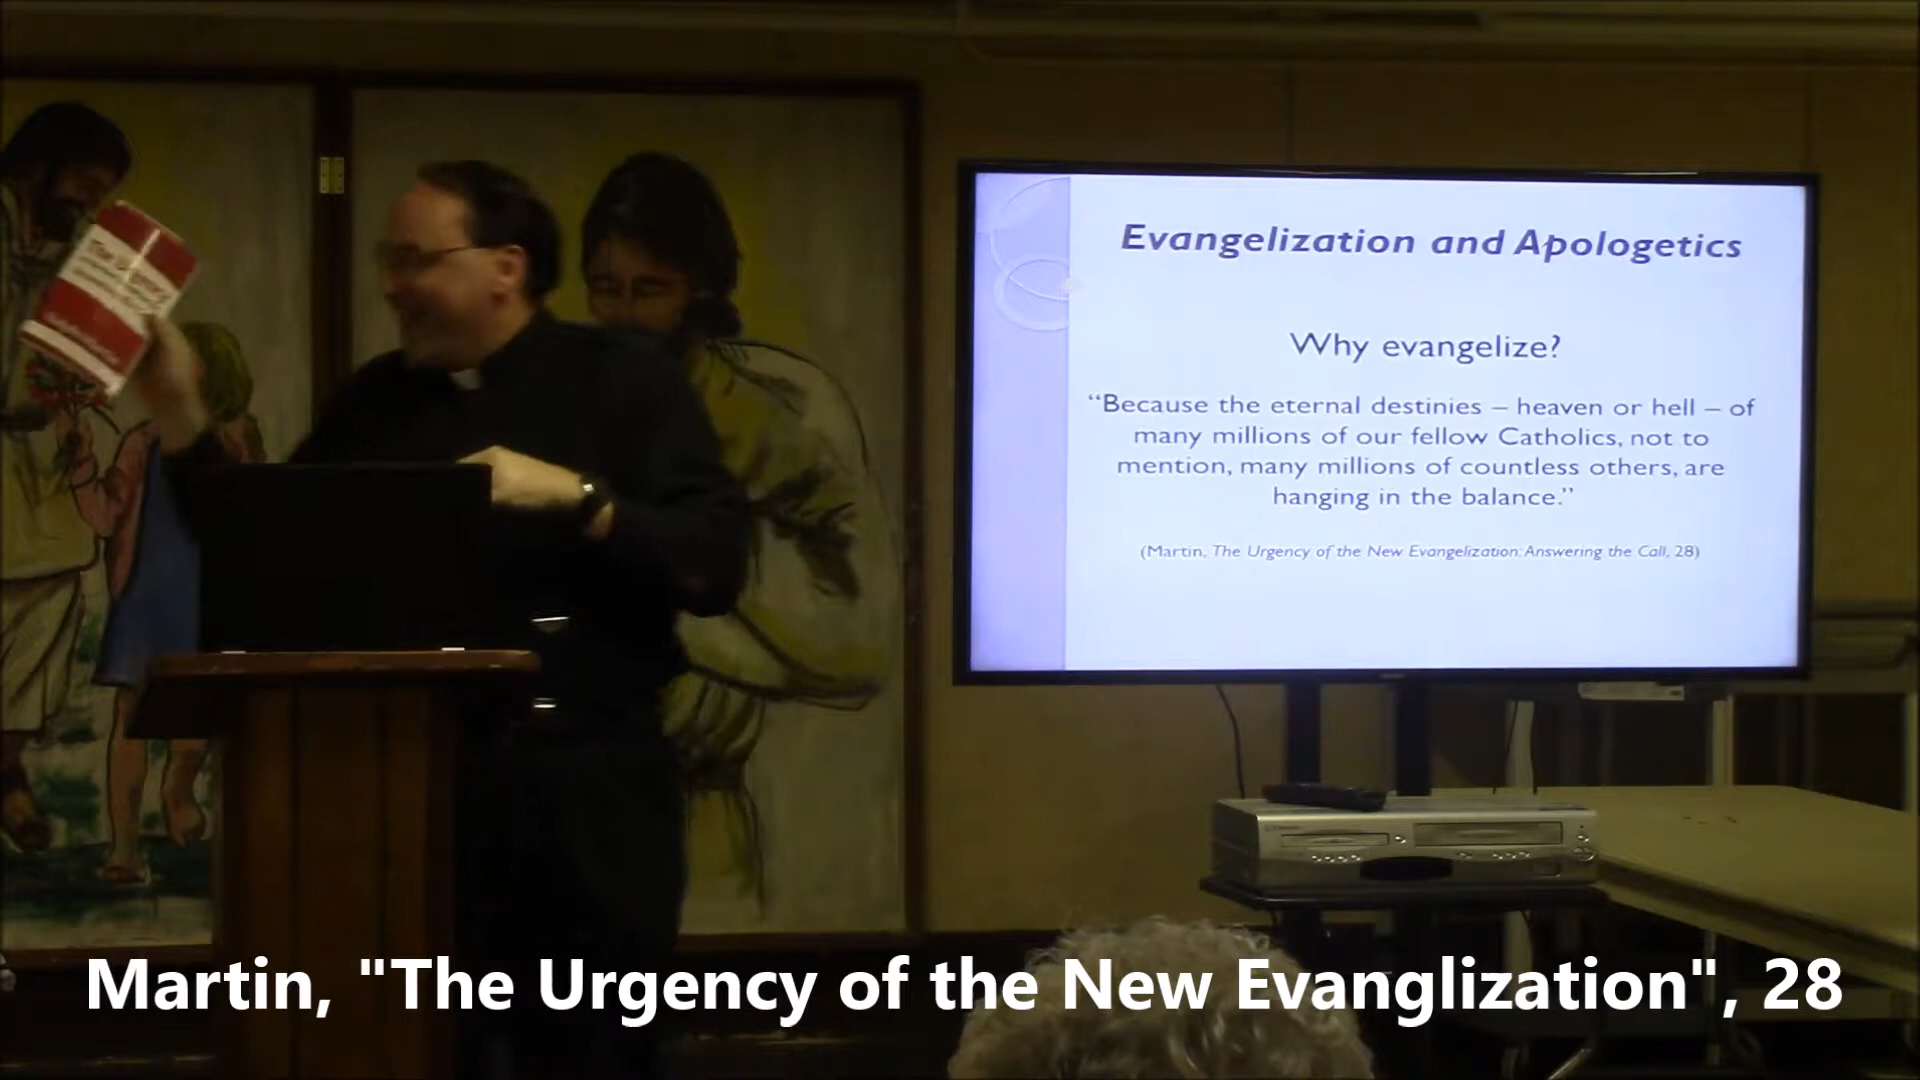 The Urgency
Evangelization and Apologetics
Why evangelize?
“Because the eternal destinies – heaven or hell – of
many millions of our fellow Catholics, not to
mention, many millions of countless others, are
hanging in the balance.”
(Martin, The Urgency of the New Evangelization: Answering the Call, 28)
Martin, "The Urgency of the New Evanglization", 28